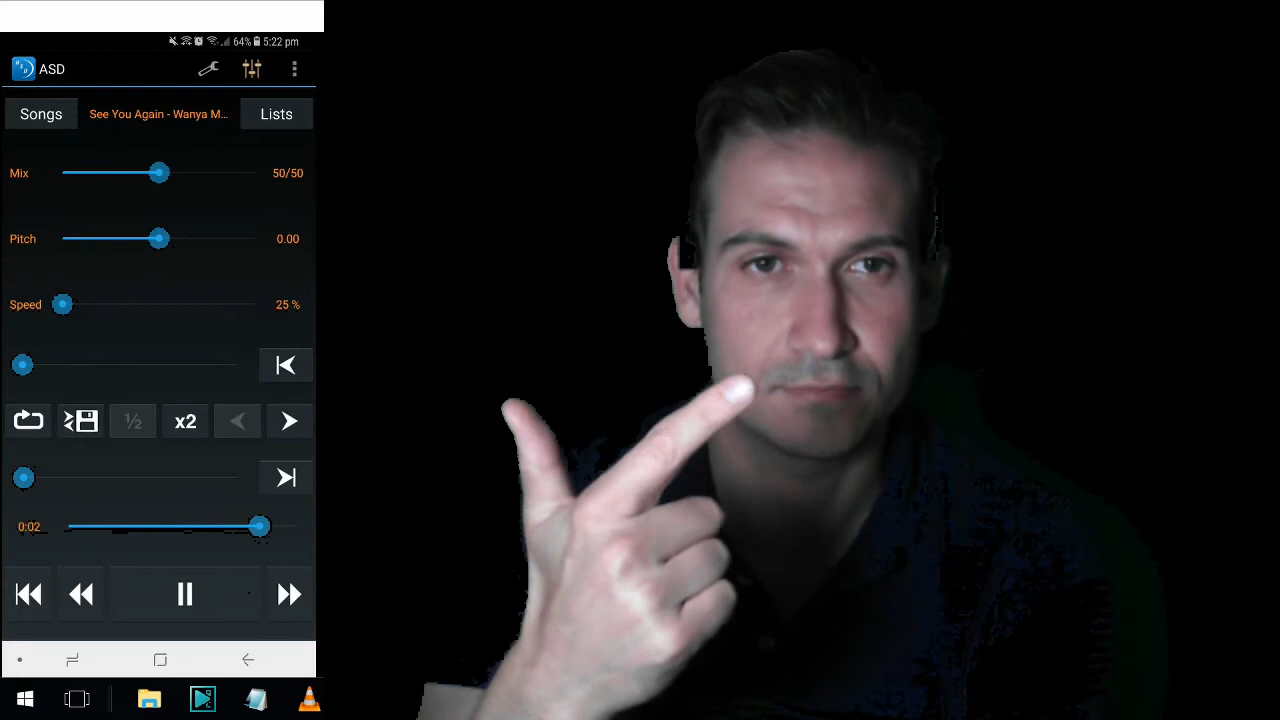 64% 5:22 pm
ASD
Songs See You Again - Wanya M... Lists
Mix 50/50
Pitch 0.00
Speed 25 %
½ x2
0:02